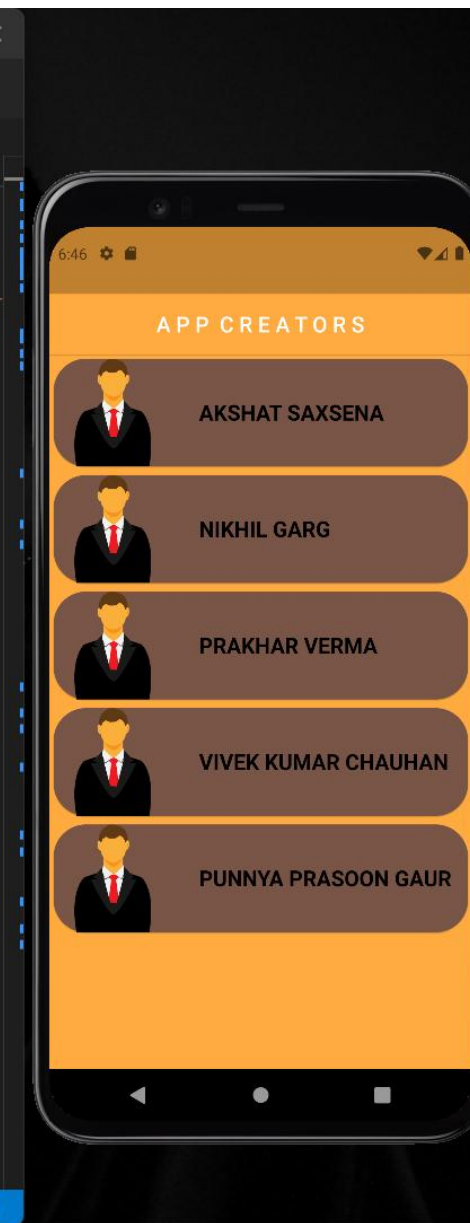 6:46
APP CREATORS
AKSHAT SAXSENA
NIKHIL GARG
PRAKHAR VERMA
VIVEK KUMAR CHAUHAN
PUNNYA PRASOON GAUR